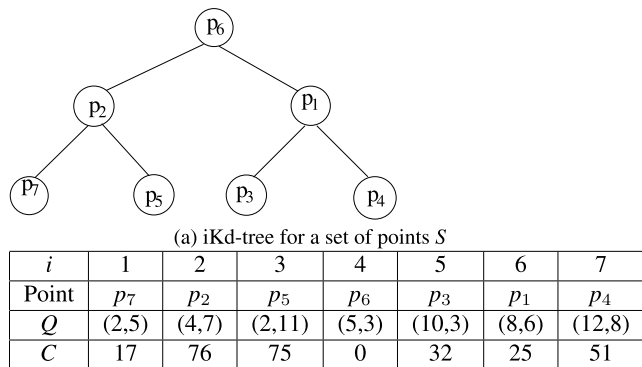 p6
p2
p1
p7
p5
p3
p4
(a) iKd-tree for a set of points S
i 1 2 3 4 5 6 7
Point p7 p2 p5 p6 p3 p1 p4
Q (2,5) (4,7) (2,11) (5,3) (10,3) (8,6) (12,8)
C 17 76 75 0 32 25 51